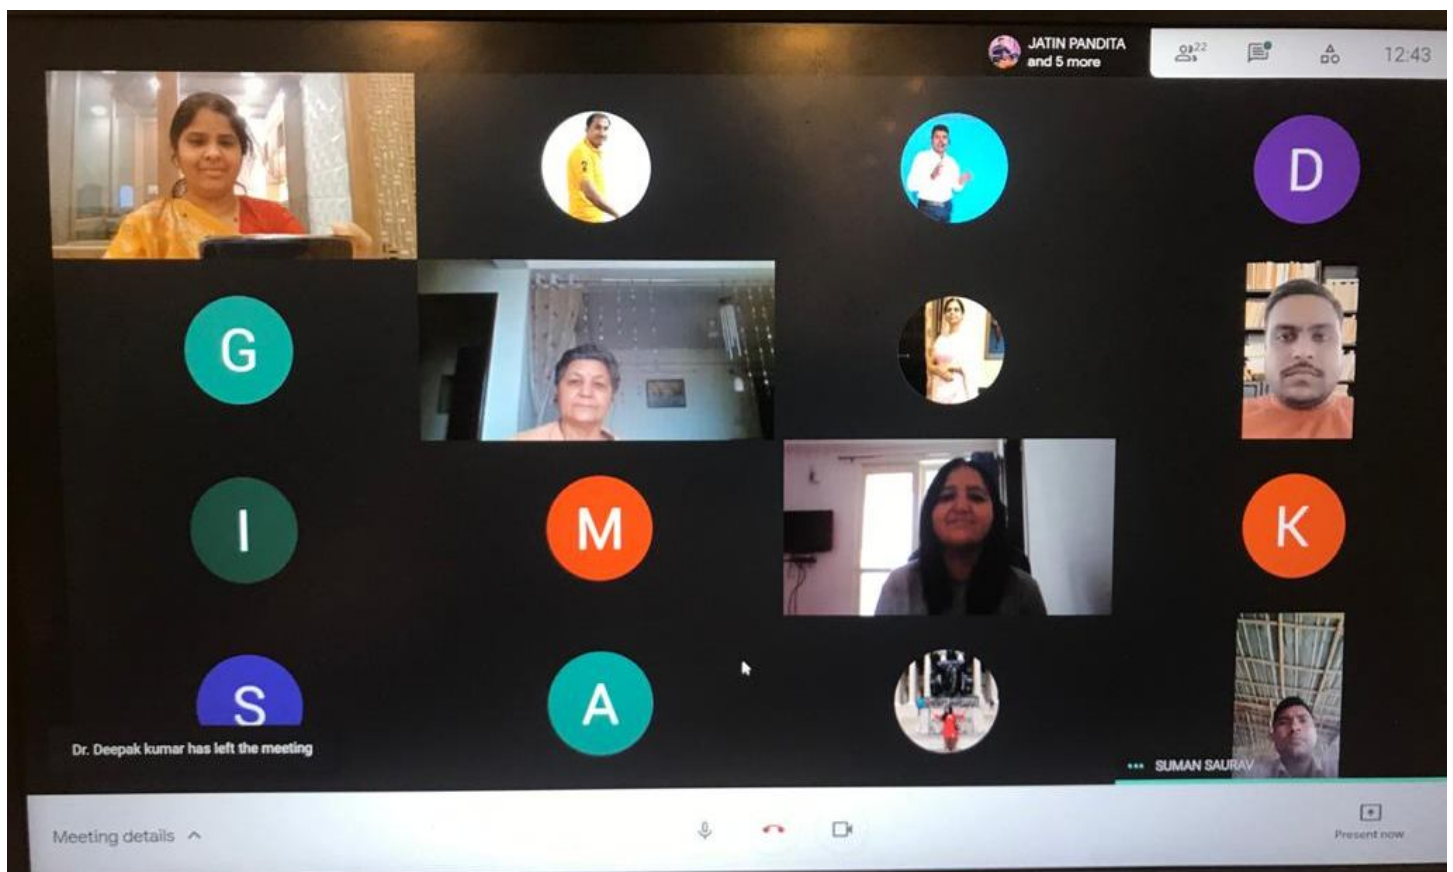 JATIN PANDITA
and 5 more
22
12:43
D
G
I
M
K
S
A
Dr. Deepak kumar has left the meeting
SUMAN SAURAV
Meeting details
Present now